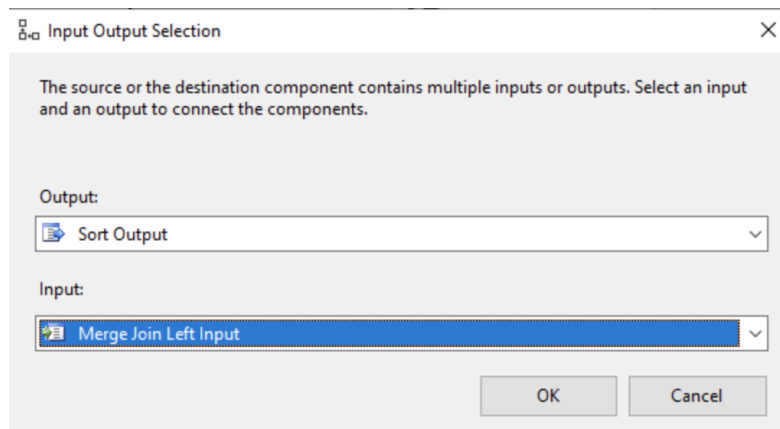 Input Output Selection
The source or the destination component contains multiple inputs or outputs. Select an input
and an output to connect the components.
Output:
Sort Output
Input:
Merge Join Left Input
OK
Cancel